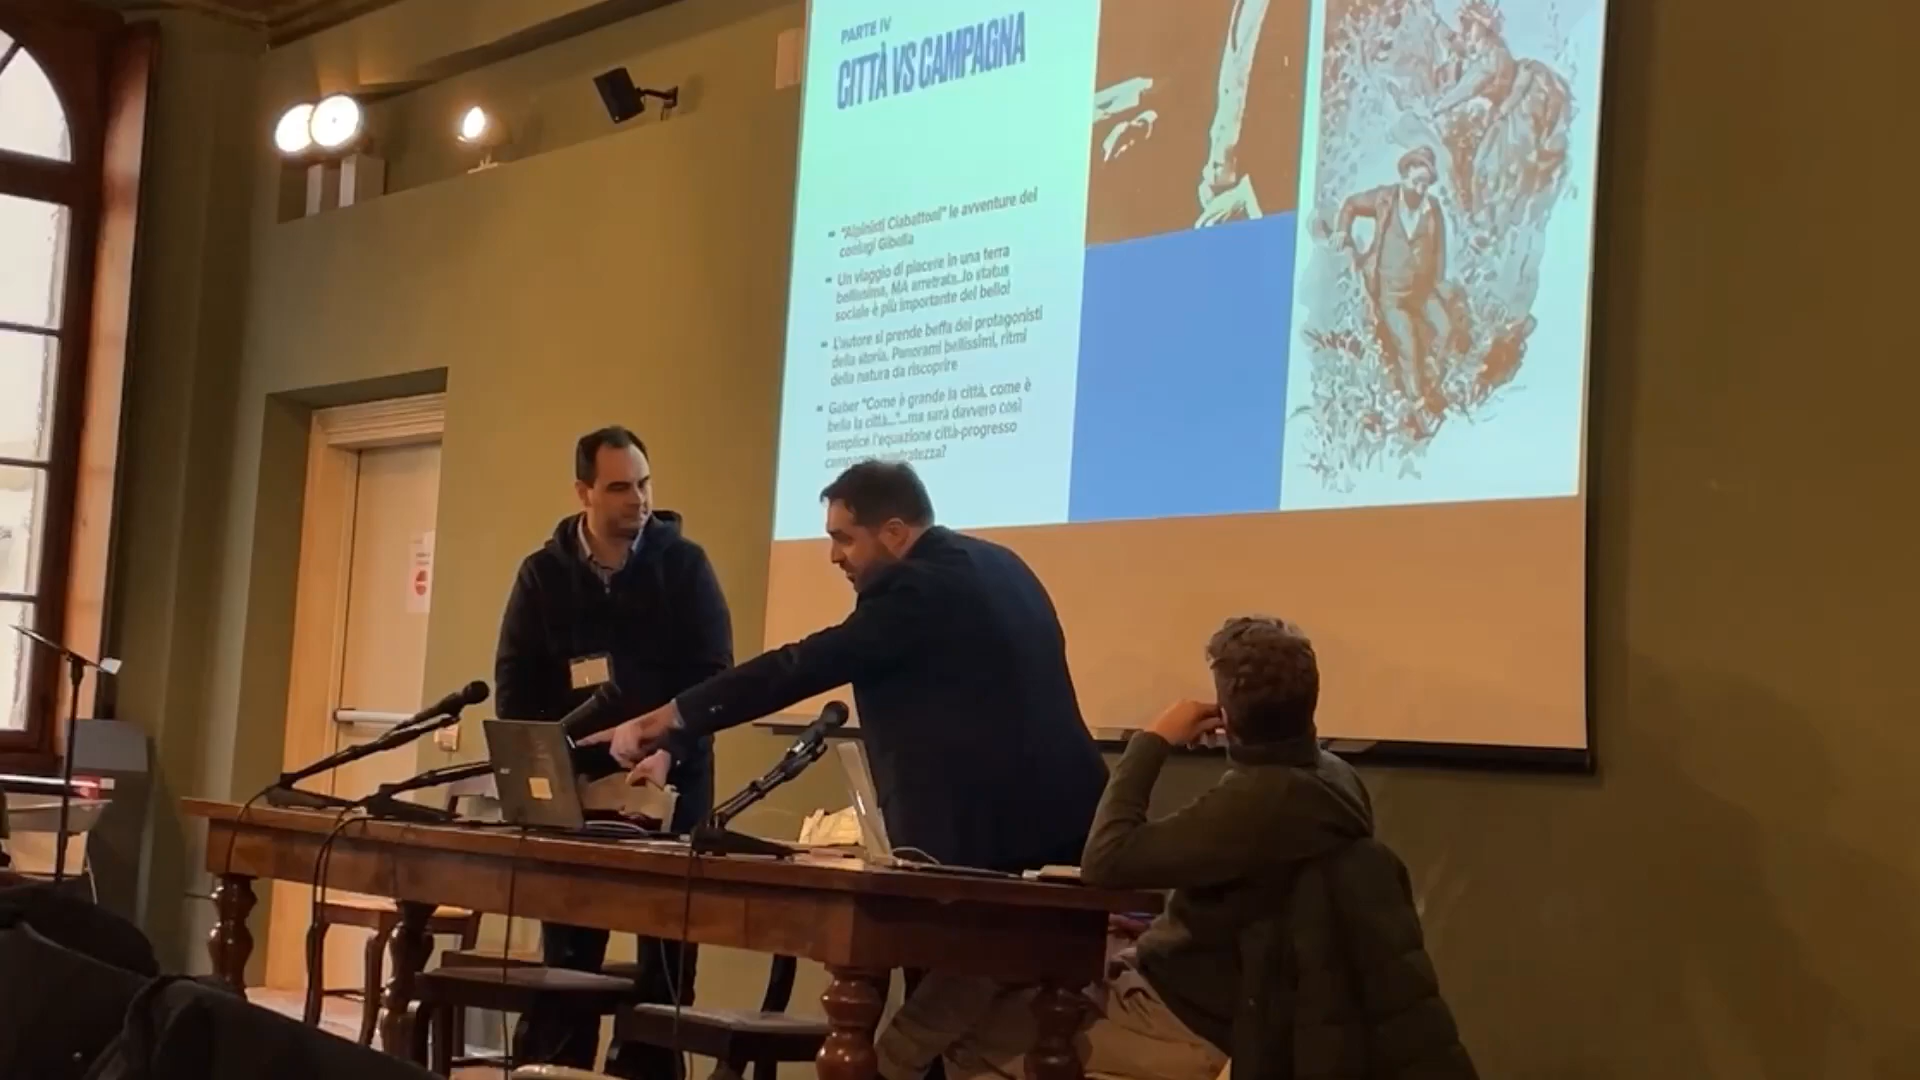 PARTE IV
CITTÀ VS CAMPAGNA
- "Alpinisti Ciabattoni" le avventure dei
coniugi Gibella
- Un viaggio di piacere in una terra
bellissima, MA arretrata...lo status
sociale è più importante del bello!
- L'autore si prende beffa dei protagonisti
della storia. Panorami bellissimi, ritmi
della natura da riscoprire
- Gaber "Come è grande la città, come è
bella la città..."...ma sarà davvero così
semplice l'equazione città-progresso
campagna